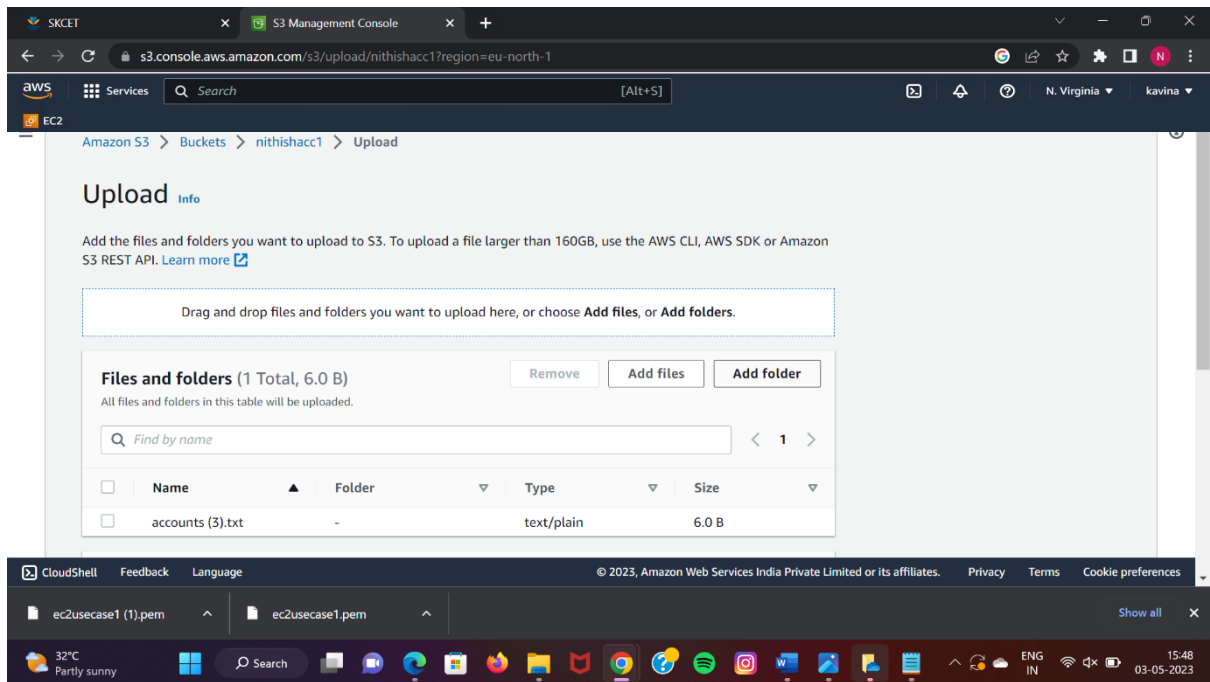 SKCET
S3 Management Console
s3.console.aws.amazon.com/s3/upload/nithishacc1?region=eu-north-1
N
aws
Services
Search
[Alt+S]
N. Virginia
kavina
EC2
Amazon S3 > Buckets > nithishacc1 > Upload
Upload Info
Add the files and folders you want to upload to S3. To upload a file larger than 160GB, use the AWS CLI, AWS SDK or Amazon
S3 REST API. Learn more
Drag and drop files and folders you want to upload here, or choose Add files, or Add folders.
Files and folders (1 Total, 6.0 B)
Remove
Add files
Add folder
All files and folders in this table will be uploaded.
Find by name
1
Name Folder Type Size
accounts (3).txt - text/plain 6.0 B
CloudShell Feedback Language © 2023, Amazon Web Services India Private Limited or its affiliates. Privacy Terms Cookie preferences
ec2usecase1 (1).pem
ec2usecase1.pem
Show all
32°C
Partly sunny
Search
ENG
IN
15:48
03-05-2023